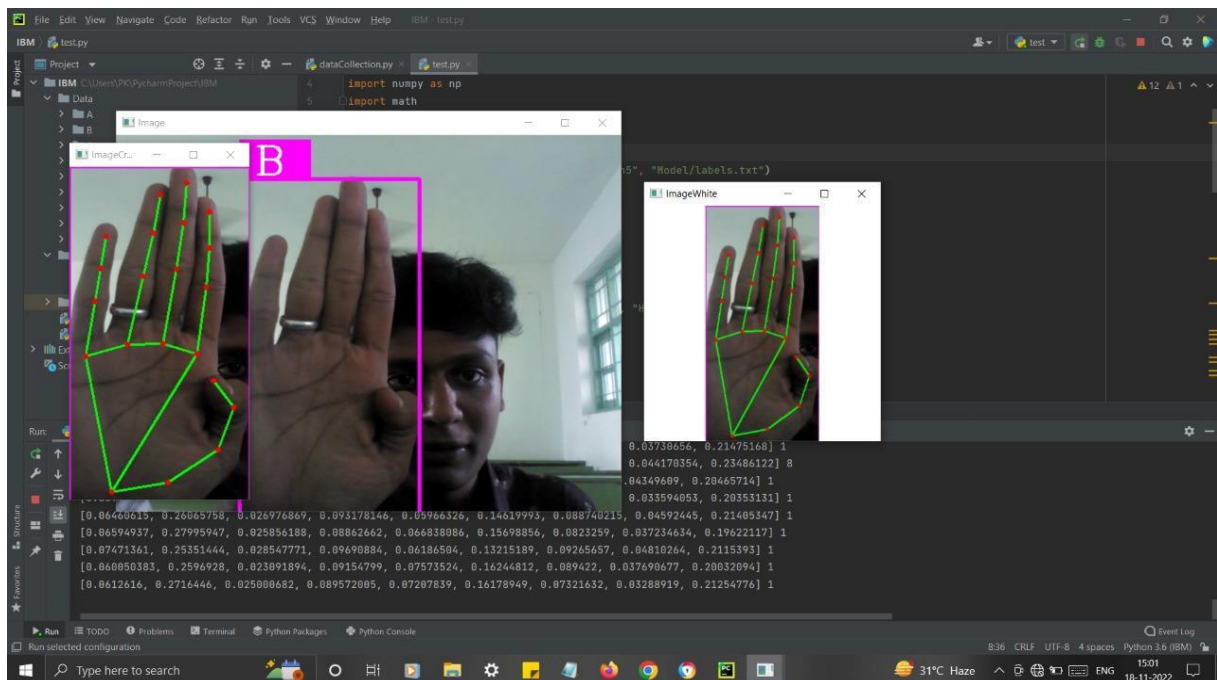 File Edit View Navigate Code Refactor Run Tools VCS Window Help IBM - test.py
IBM test.py test
Project dataCollection.py test.py
Project
IBM C:\Users\PK\PycharmProject\IBM
4 import numpy as np
12 1
Data
5 import math
A
B
Image
ImageCr...
B
"Model/labels.txt")
ImageWhite
Run:
0.03730656, 0.21475168] 1
0.044170354, 0.23486122] 8
.04349609, 0.20465714] 1
0.033594053, 0.20353131] 1
[0.06460615, 0.26065758, 0.026976869, 0.093178146, 0.05966326, 0.14619993, 0.088740215, 0.04592445, 0.21405347] 1
[0.06594937, 0.27995947, 0.025856188, 0.08862662, 0.066838086, 0.15698856, 0.0823259, 0.037234634, 0.19622117] 1
[0.07471361, 0.25351444, 0.028547771, 0.09690884, 0.06186504, 0.13215189, 0.09265657, 0.04810264, 0.2115393] 1
[0.060050383, 0.2596928, 0.023091894, 0.09154799, 0.07573524, 0.16244812, 0.089422, 0.037690677, 0.20032094] 1
[0.0612616, 0.2716446, 0.025000682, 0.089572005, 0.07207839, 0.16178949, 0.07321632, 0.03288919, 0.21254776] 1
Structure
Favorites
Run TODO Problems Terminal Python Packages Python Console Event Log
Run selected configuration 8:36 CRLF UTF-8 4 spaces Python 3.6 (IBM)
Type here to search 31°C Haze ENG 15:01
18-11-2022